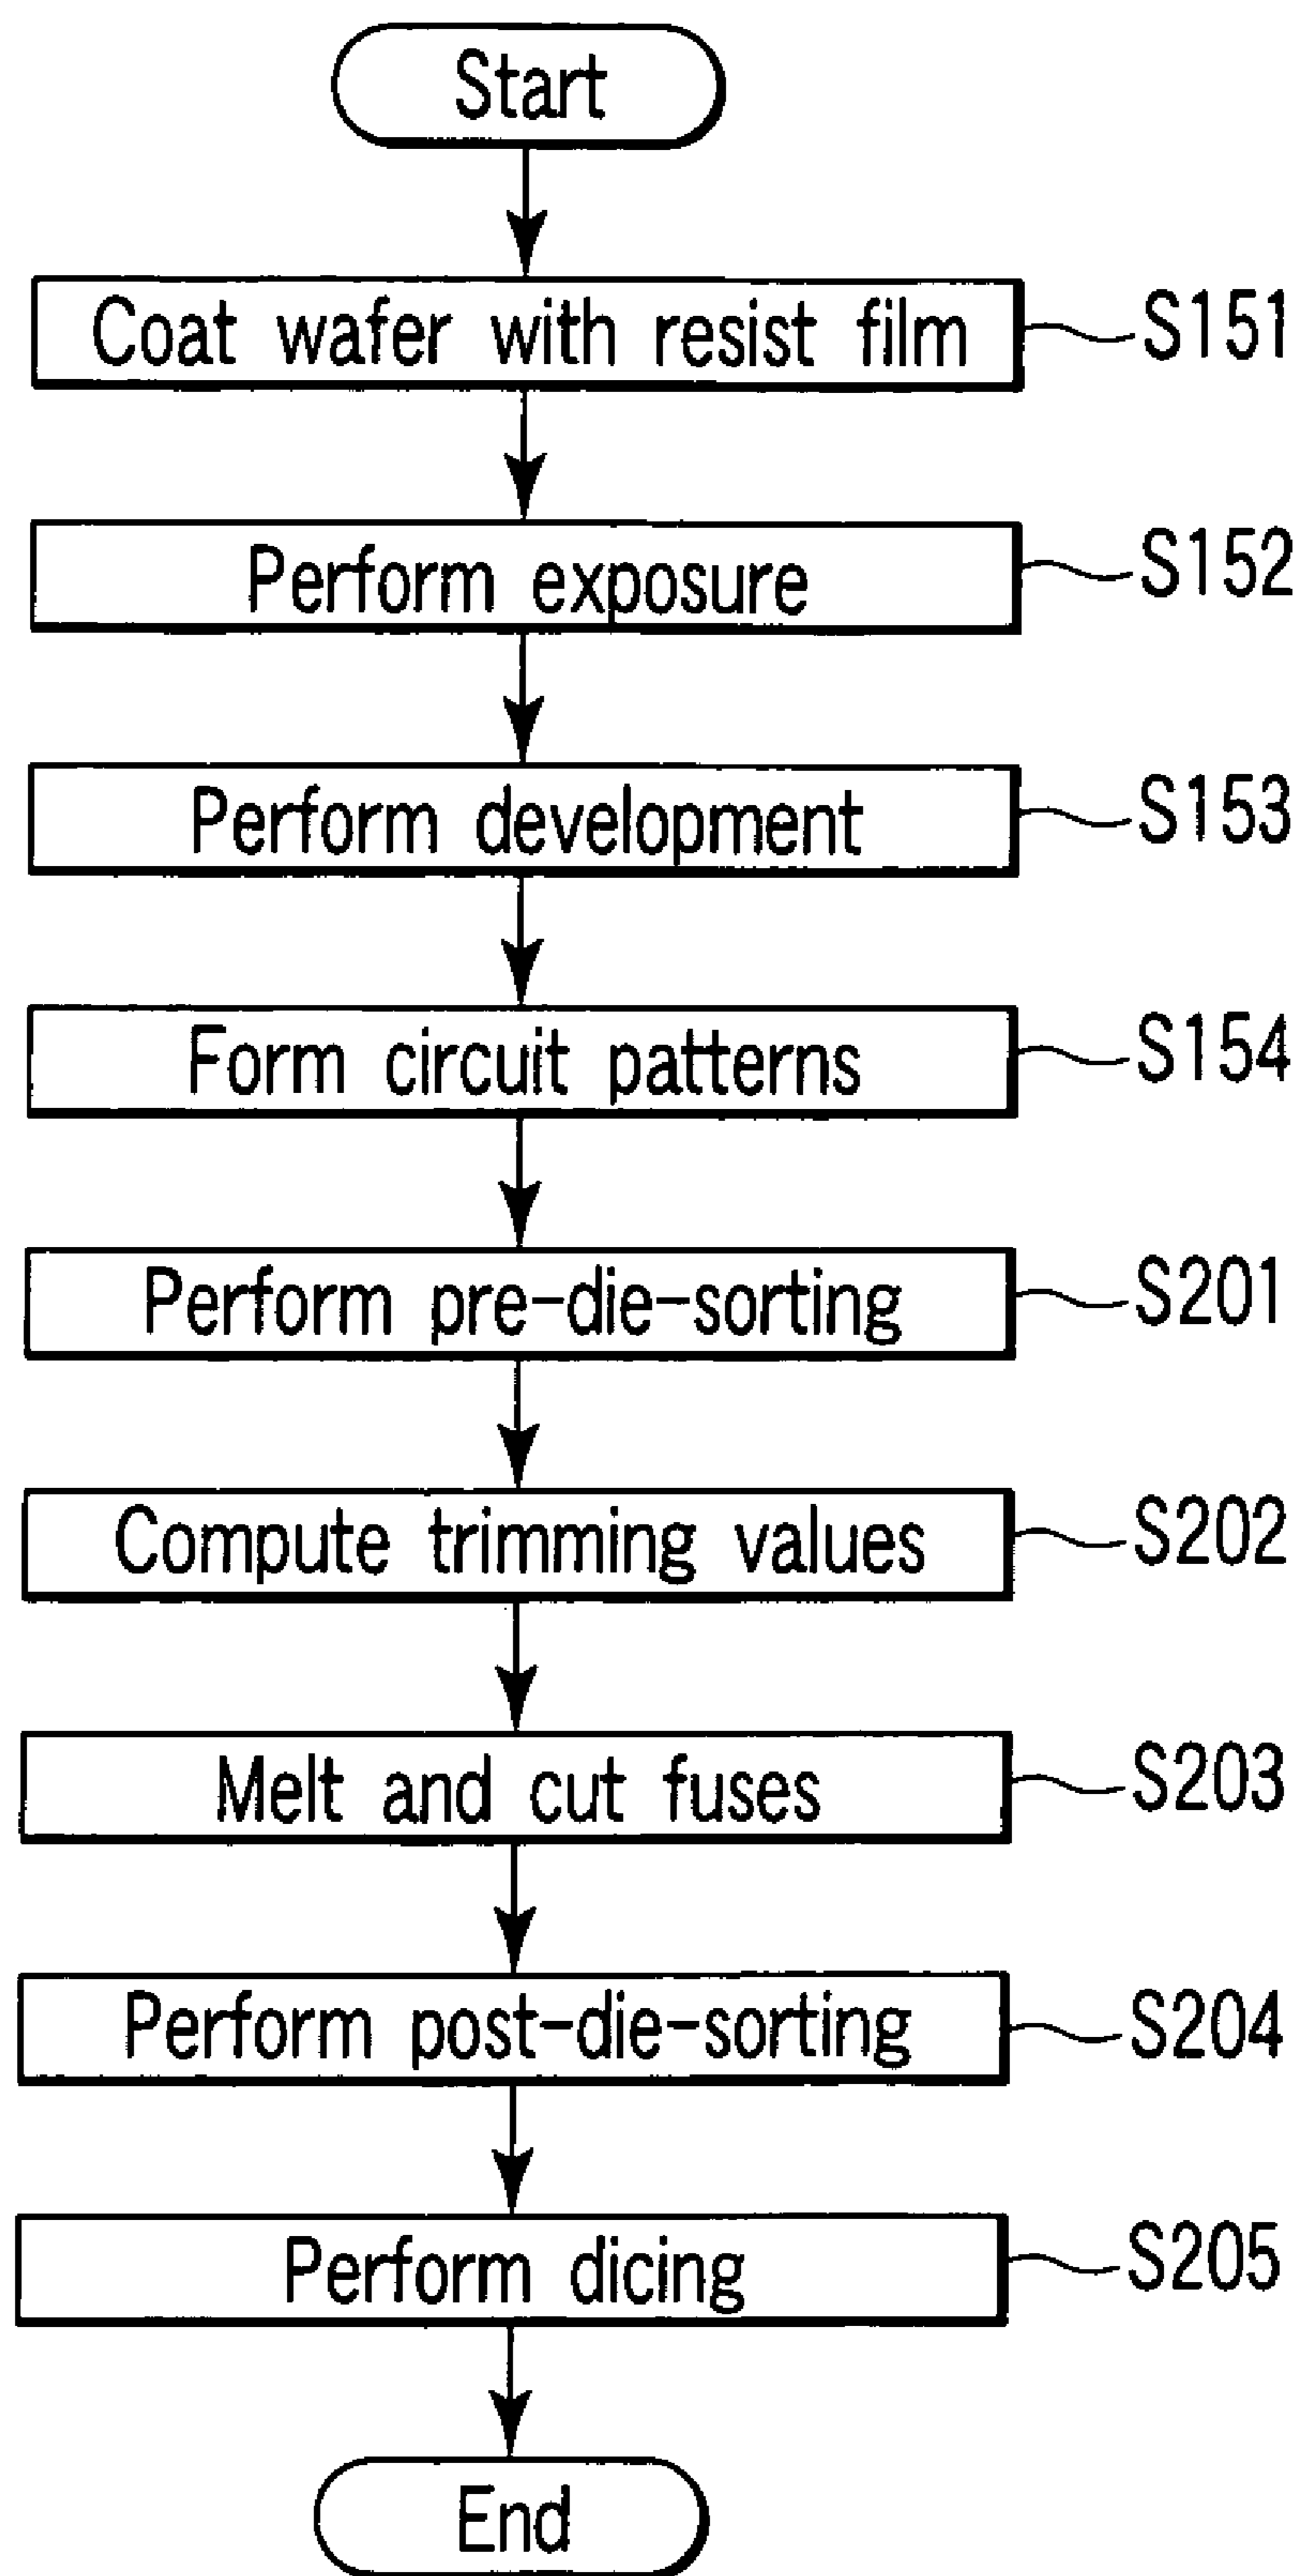 Start
Coat wafer with resist film S151
Perform exposure S152
Perform development S153
Form circuit patterns S154
Perform pre-die-sorting S201
Compute trimming values S202
Melt and cut fuses S203
Perform post-die-sorting S204
Perform dicing S205
End